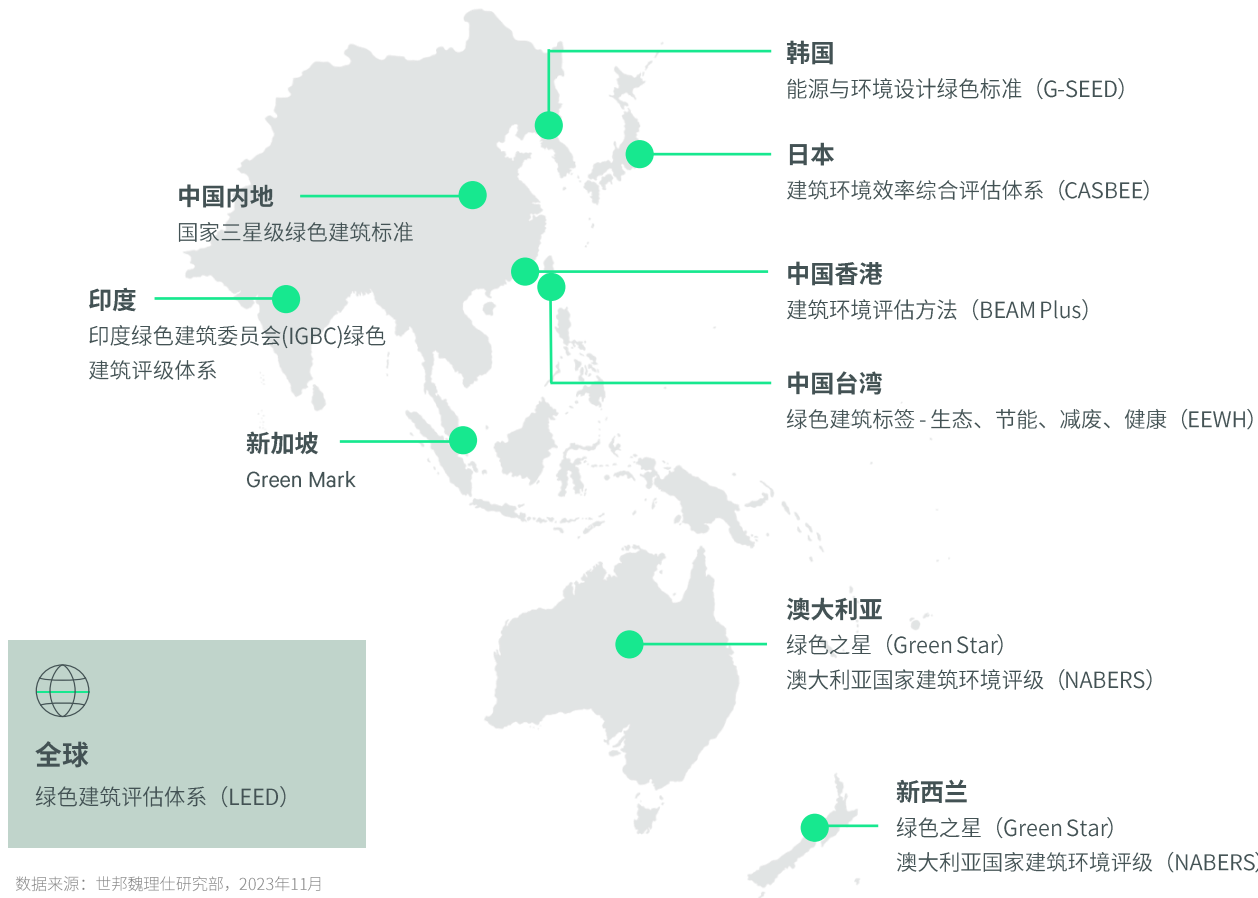 韩国
能源与环境设计绿色标准（G-SEED）
日本
建筑环境效率综合评估体系（CASBEE）
中国内地
国家三星级绿色建筑标准
中国香港
建筑环境评估方法（BEAM Plus）
印度
印度绿色建筑委员会(IGBC)绿色
建筑评级体系
中国台湾
绿色建筑标签 - 生态、节能、减废、健康（EEWH）
新加坡
Green Mark
澳大利亚
绿色之星（Green Star）
澳大利亚国家建筑环境评级（NABERS）
全球
绿色建筑评估体系（LEED）
新西兰
绿色之星（Green Star）
澳大利亚国家建筑环境评级（NABERS）
数据来源：世邦魏理仕研究部，2023年11月